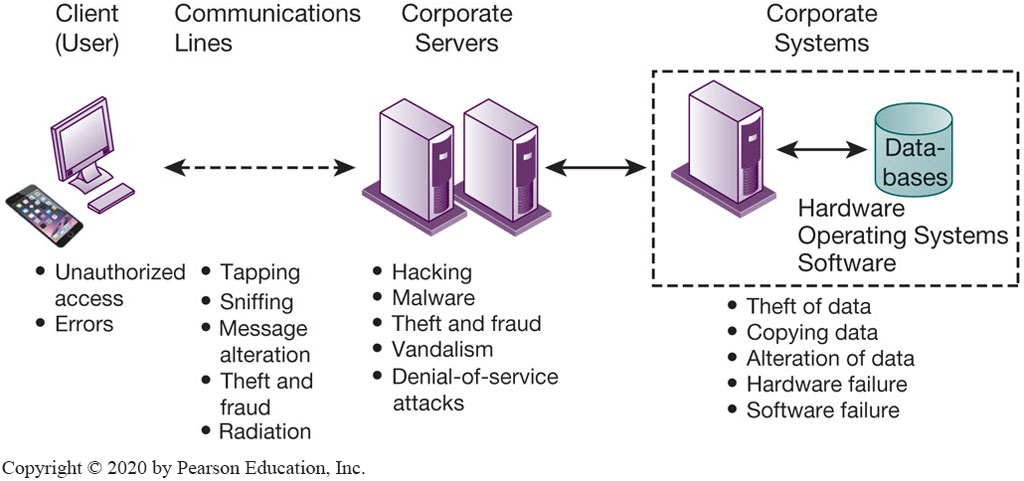 Client
(User)
Communications
Lines
Corporate
Servers
Corporate
Systems
Data-
bases
Hardware
Operating Systems
Software
• Unauthorized
access
• Errors
• Tapping
• Sniffing
• Message
alteration
• Theft and
fraud
• Radiation
• Hacking
• Malware
• Theft and fraud
• Vandalism
• Denial-of-service
attacks
• Theft of data
• Copying data
• Alteration of data
• Hardware failure
• Software failure
Copyright © 2020 by Pearson Education, Inc.